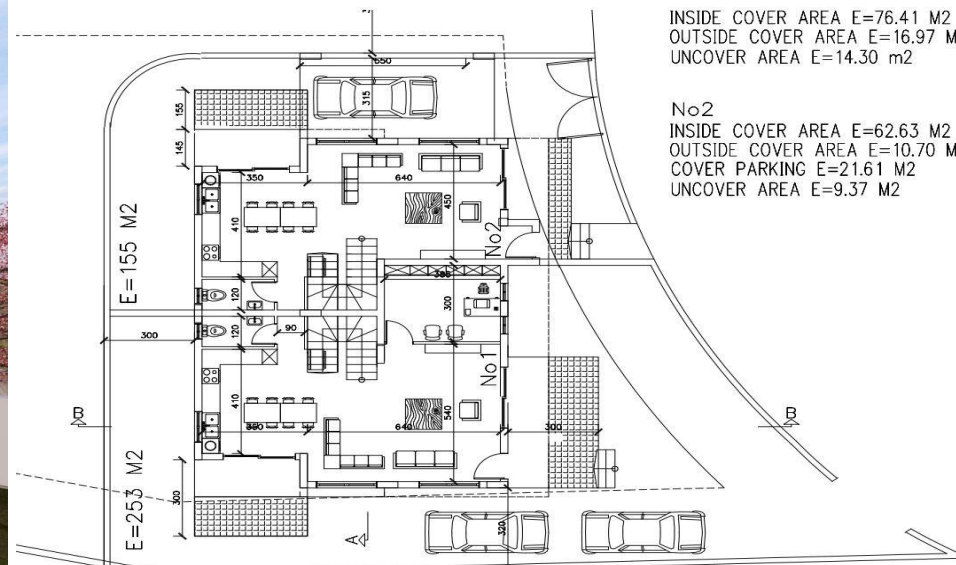 INSIDE COVER AREA E=76.41 M2
OUTSIDE COVER AREA E=16.97 M
UNCOVER AREA E=14.30 m2
No2
INSIDE COVER AREA E=62.63 M2
OUTSIDE COVER AREA E=10.70 M
COVER PARKING E=21.61 M2
UNCOVER AREA E=9.37 M2
650
315
155
145
350
640
450
410
E=155 M2
No2
385
120
300
300
120
90
No1
410
540
B
B
350
640
300
E=253 M2
300
A
320